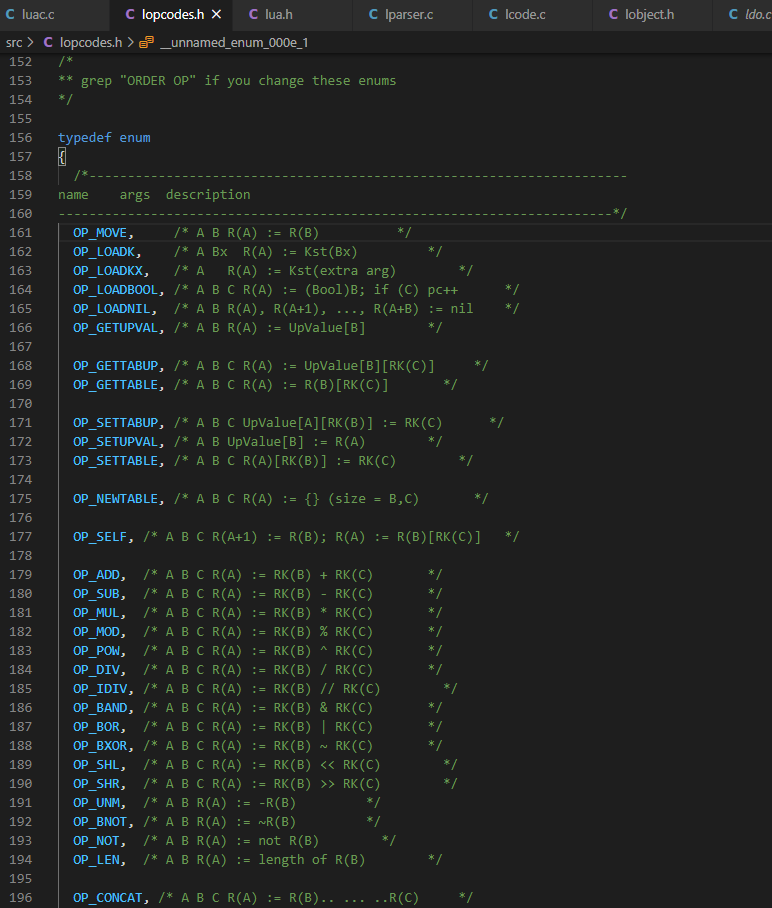 luac.c lopcodes.h lua.h lparser.c lcode.c lobject.h ldo.c
src > lopcodes.h > __unnamed_enum_000e_1
152 /*
153 ** grep "ORDER OP" if you change these enums
154 */
155
156 typedef enum
157 {
158 /*----------------------------------------------------------------------
159 name    args  description
160 ------------------------------------------------------------------------*/
161 OP_MOVE,      /* A B R(A) := R(B)          */
162 OP_LOADK,    /* A Bx  R(A) := Kst(Bx)         */
163 OP_LOADKX,   /* A   R(A) := Kst(extra arg)        */
164 OP_LOADBOOL, /* A B C R(A) := (Bool)B; if (C) pc++      */
165 OP_LOADNIL,  /* A B R(A), R(A+1), ..., R(A+B) := nil    */
166 OP_GETUPVAL, /* A B R(A) := UpValue[B]        */
167
168 OP_GETTABUP, /* A B C R(A) := UpValue[B][RK(C)]     */
169 OP_GETTABLE, /* A B C R(A) := R(B)[RK(C)]       */
170
171 OP_SETTABUP, /* A B C UpValue[A][RK(B)] := RK(C)      */
172 OP_SETUPVAL, /* A B UpValue[B] := R(A)        */
173 OP_SETTABLE, /* A B C R(A)[RK(B)] := RK(C)        */
174
175 OP_NEWTABLE, /* A B C R(A) := {} (size = B,C)       */
176
177 OP_SELF, /* A B C R(A+1) := R(B); R(A) := R(B)[RK(C)]   */
178
179 OP_ADD,  /* A B C R(A) := RK(B) + RK(C)       */
180 OP_SUB,  /* A B C R(A) := RK(B) - RK(C)       */
181 OP_MUL,  /* A B C R(A) := RK(B) * RK(C)       */
182 OP_MOD,  /* A B C R(A) := RK(B) % RK(C)       */
183 OP_POW,  /* A B C R(A) := RK(B) ^ RK(C)       */
184 OP_DIV,  /* A B C R(A) := RK(B) / RK(C)       */
185 OP_IDIV, /* A B C R(A) := RK(B) // RK(C)        */
186 OP_BAND, /* A B C R(A) := RK(B) & RK(C)       */
187 OP_BOR,  /* A B C R(A) := RK(B) | RK(C)       */
188 OP_BXOR, /* A B C R(A) := RK(B) ~ RK(C)       */
189 OP_SHL,  /* A B C R(A) := RK(B) << RK(C)        */
190 OP_SHR,  /* A B C R(A) := RK(B) >> RK(C)        */
191 OP_UNM,  /* A B R(A) := -R(B)         */
192 OP_BNOT, /* A B R(A) := ~R(B)         */
193 OP_NOT,  /* A B R(A) := not R(B)        */
194 OP_LEN,  /* A B R(A) := length of R(B)        */
195
196 OP_CONCAT, /* A B C R(A) := R(B).. ... ..R(C)     */